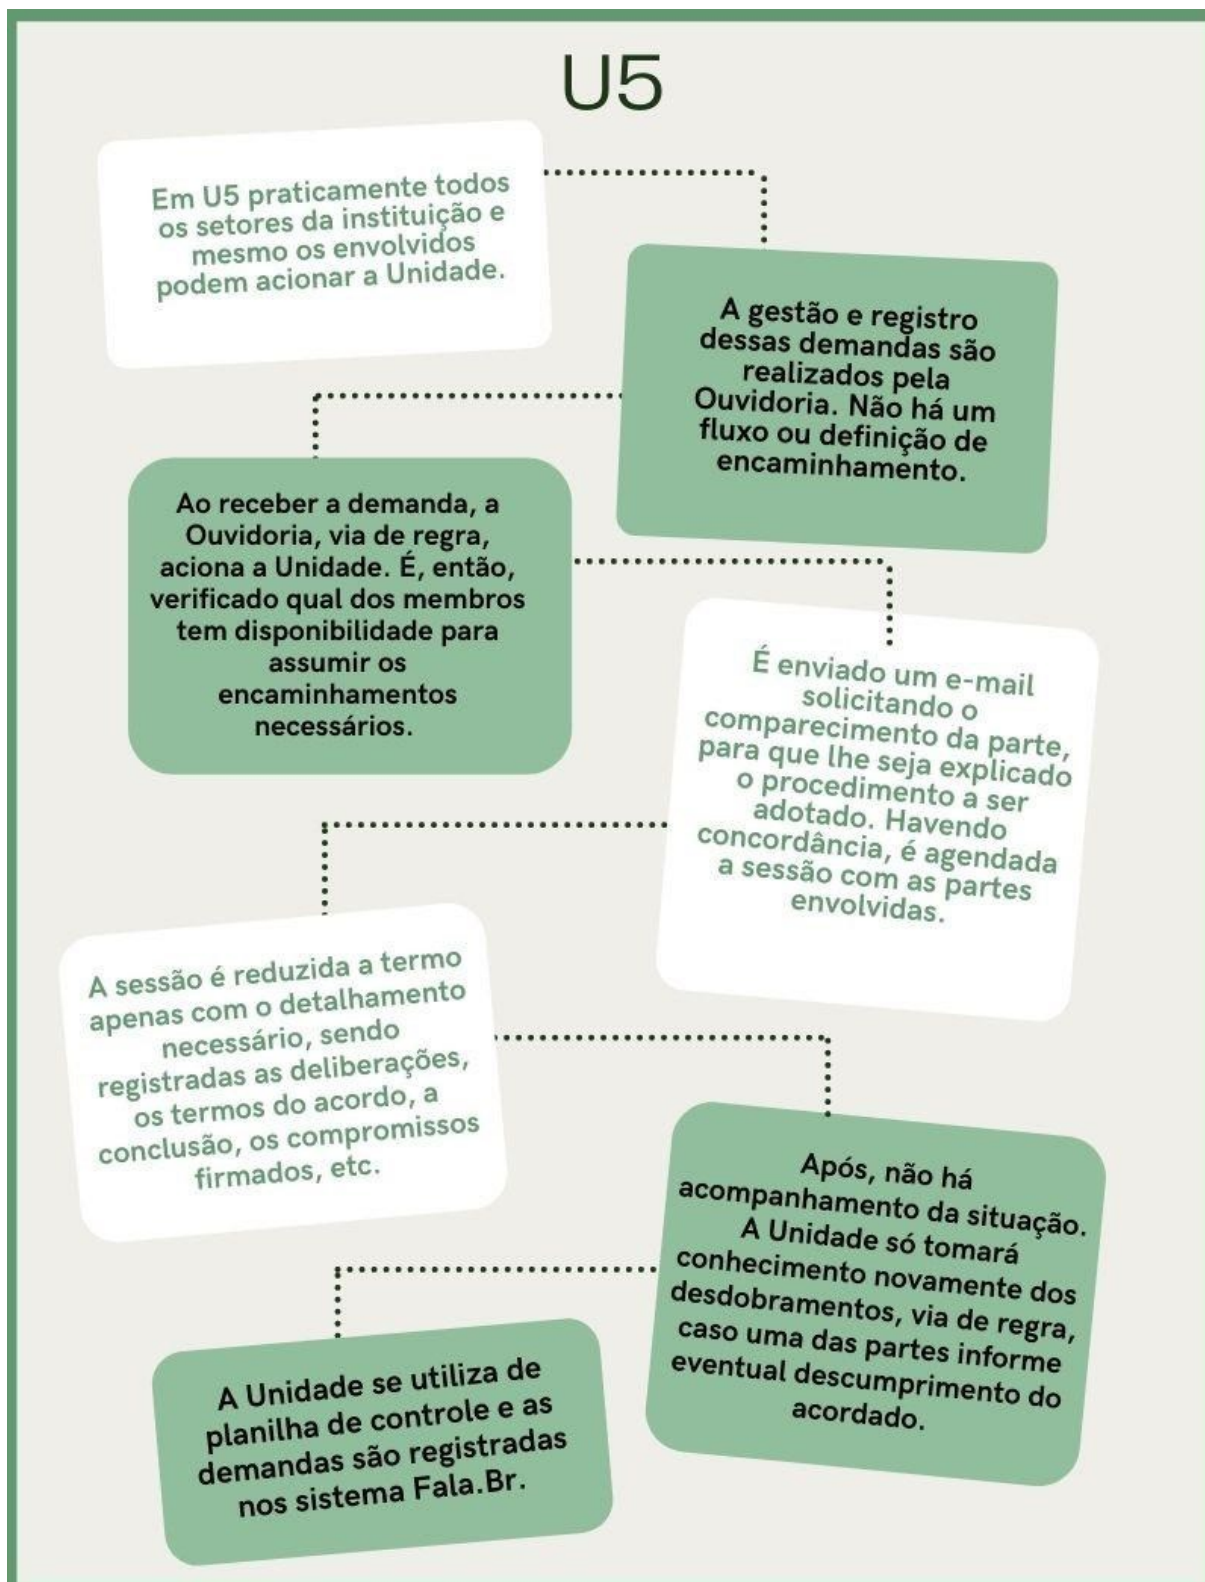 U5
Em U5 praticamente todos
os setores da instituição e
mesmo os envolvidos
podem acionar a Unidade.
A gestão e registro
dessas demandas são
realizados pela
Ouvidoria. Não há um
fluxo ou definição de
encaminhamento.
Ao receber a demanda, a
Ouvidoria, via de regra,
aciona a Unidade. É, então,
verificado qual dos membros
tem disponibilidade para
assumir os
encaminhamentos
necessários.
É enviado um e-mail
solicitando o
comparecimento da parte,
para que lhe seja explicado
o procedimento a ser
adotado. Havendo
concordância, é agendada
a sessão com as partes
envolvidas.
A sessão é reduzida a termo
apenas com o detalhamento
necessário, sendo
registradas as deliberações,
os termos do acordo, a
conclusão, os compromissos
firmados, etc.
Após, não há
acompanhamento da situação.
A Unidade só tomará
conhecimento novamente dos
desdobramentos, via de regra,
caso uma das partes informe
eventual descumprimento do
acordado.
A Unidade se utiliza de
planilha de controle e as
demandas são registradas
nos sistema Fala.Br.